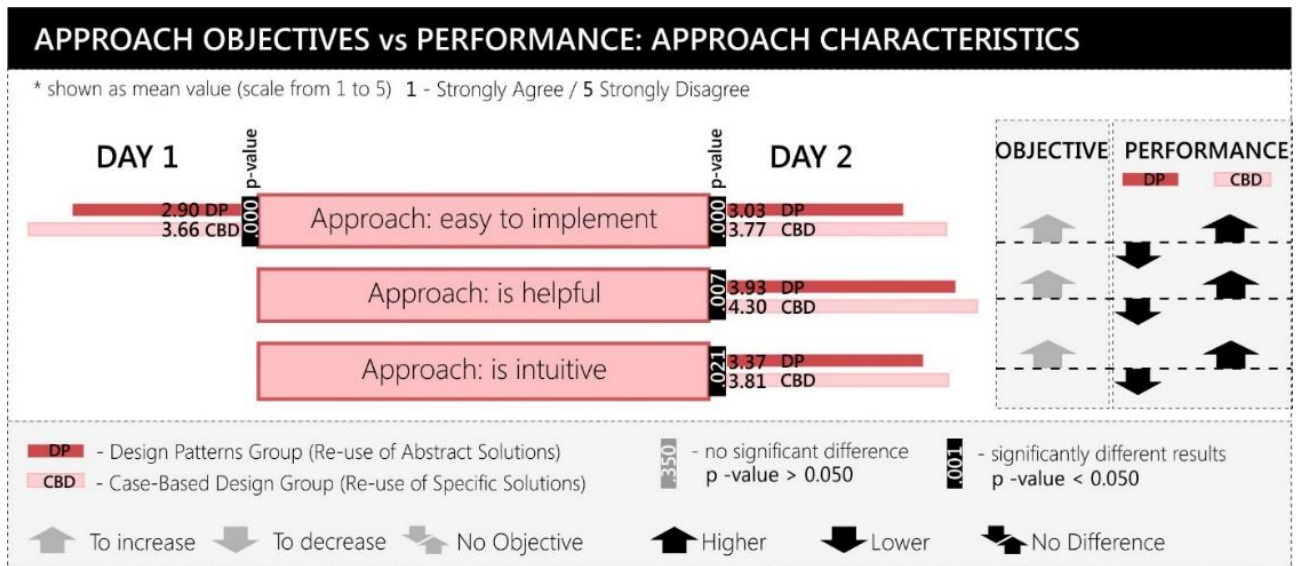 APPROACH OBJECTIVES vs PERFORMANCE: APPROACH CHARACTERISTICS
* shown as mean value (scale from 1 to 5) 1 - Strongly Agree / 5 Strongly Disagree
DAY 1
p-value
p-value
DAY 2
OBJECTIVE
PERFORMANCE
DP
CBD
2.90 DP
3.66 CBD
.000
Approach: easy to implement
.000
3.03 DP
3.77 CBD
Approach: is helpful
.007
3.93 DP
4.30 CBD
Approach: is intuitive
.021
3.37 DP
3.81 CBD
DP - Design Patterns Group (Re-use of Abstract Solutions)
CBD - Case-Based Design Group (Re-use of Specific Solutions)
.350
- no significant difference
p -value > 0.050
.001
- significantly different results
p -value < 0.050
To increase
To decrease
No Objective
Higher
Lower
No Difference